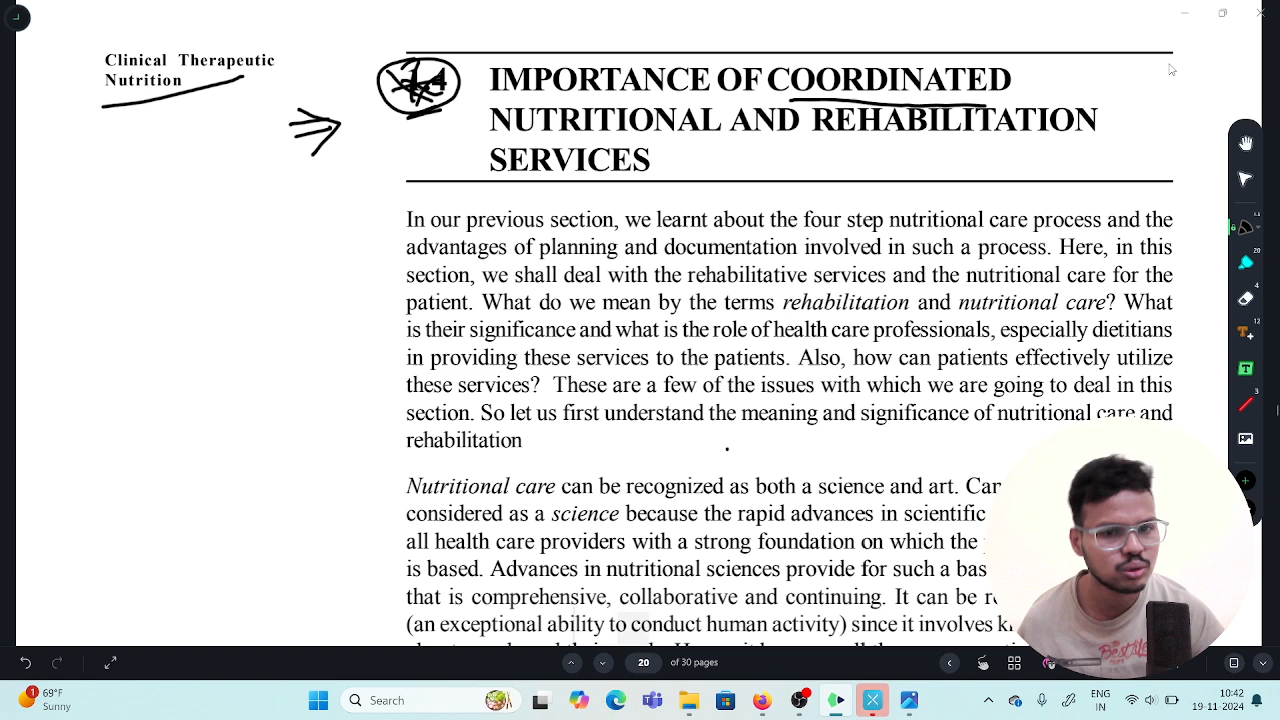 Clinical Therapeutic
Nutrition
1.4
IMPORTANCE OF COORDINATED
NUTRITIONAL AND REHABILITATION
SERVICES
In our previous section, we learnt about the four step nutritional care process and the
advantages of planning and documentation involved in such a process. Here, in this
section, we shall deal with the rehabilitative services and the nutritional care for the
patient. What do we mean by the terms rehabilitation and nutritional care? What
is their significance and what is the role of health care professionals, especially dietitians
in providing these services to the patients. Also, how can patients effectively utilize
these services? These are a few of the issues with which we are going to deal in this
section. So let us first understand the meaning and significance of nutritional care and
rehabilitation
Nutritional care can be recognized as both a science and art. Can
considered as a science because the rapid advances in scientific
all health care providers with a strong foundation on which the
is based. Advances in nutritional sciences provide for such a bas
that is comprehensive, collaborative and continuing. It can be
(an exceptional ability to conduct human activity) since it involves
20 of 30 pages
69°F
Sunny
Search
ENG
IN
10:42
19-11-2024